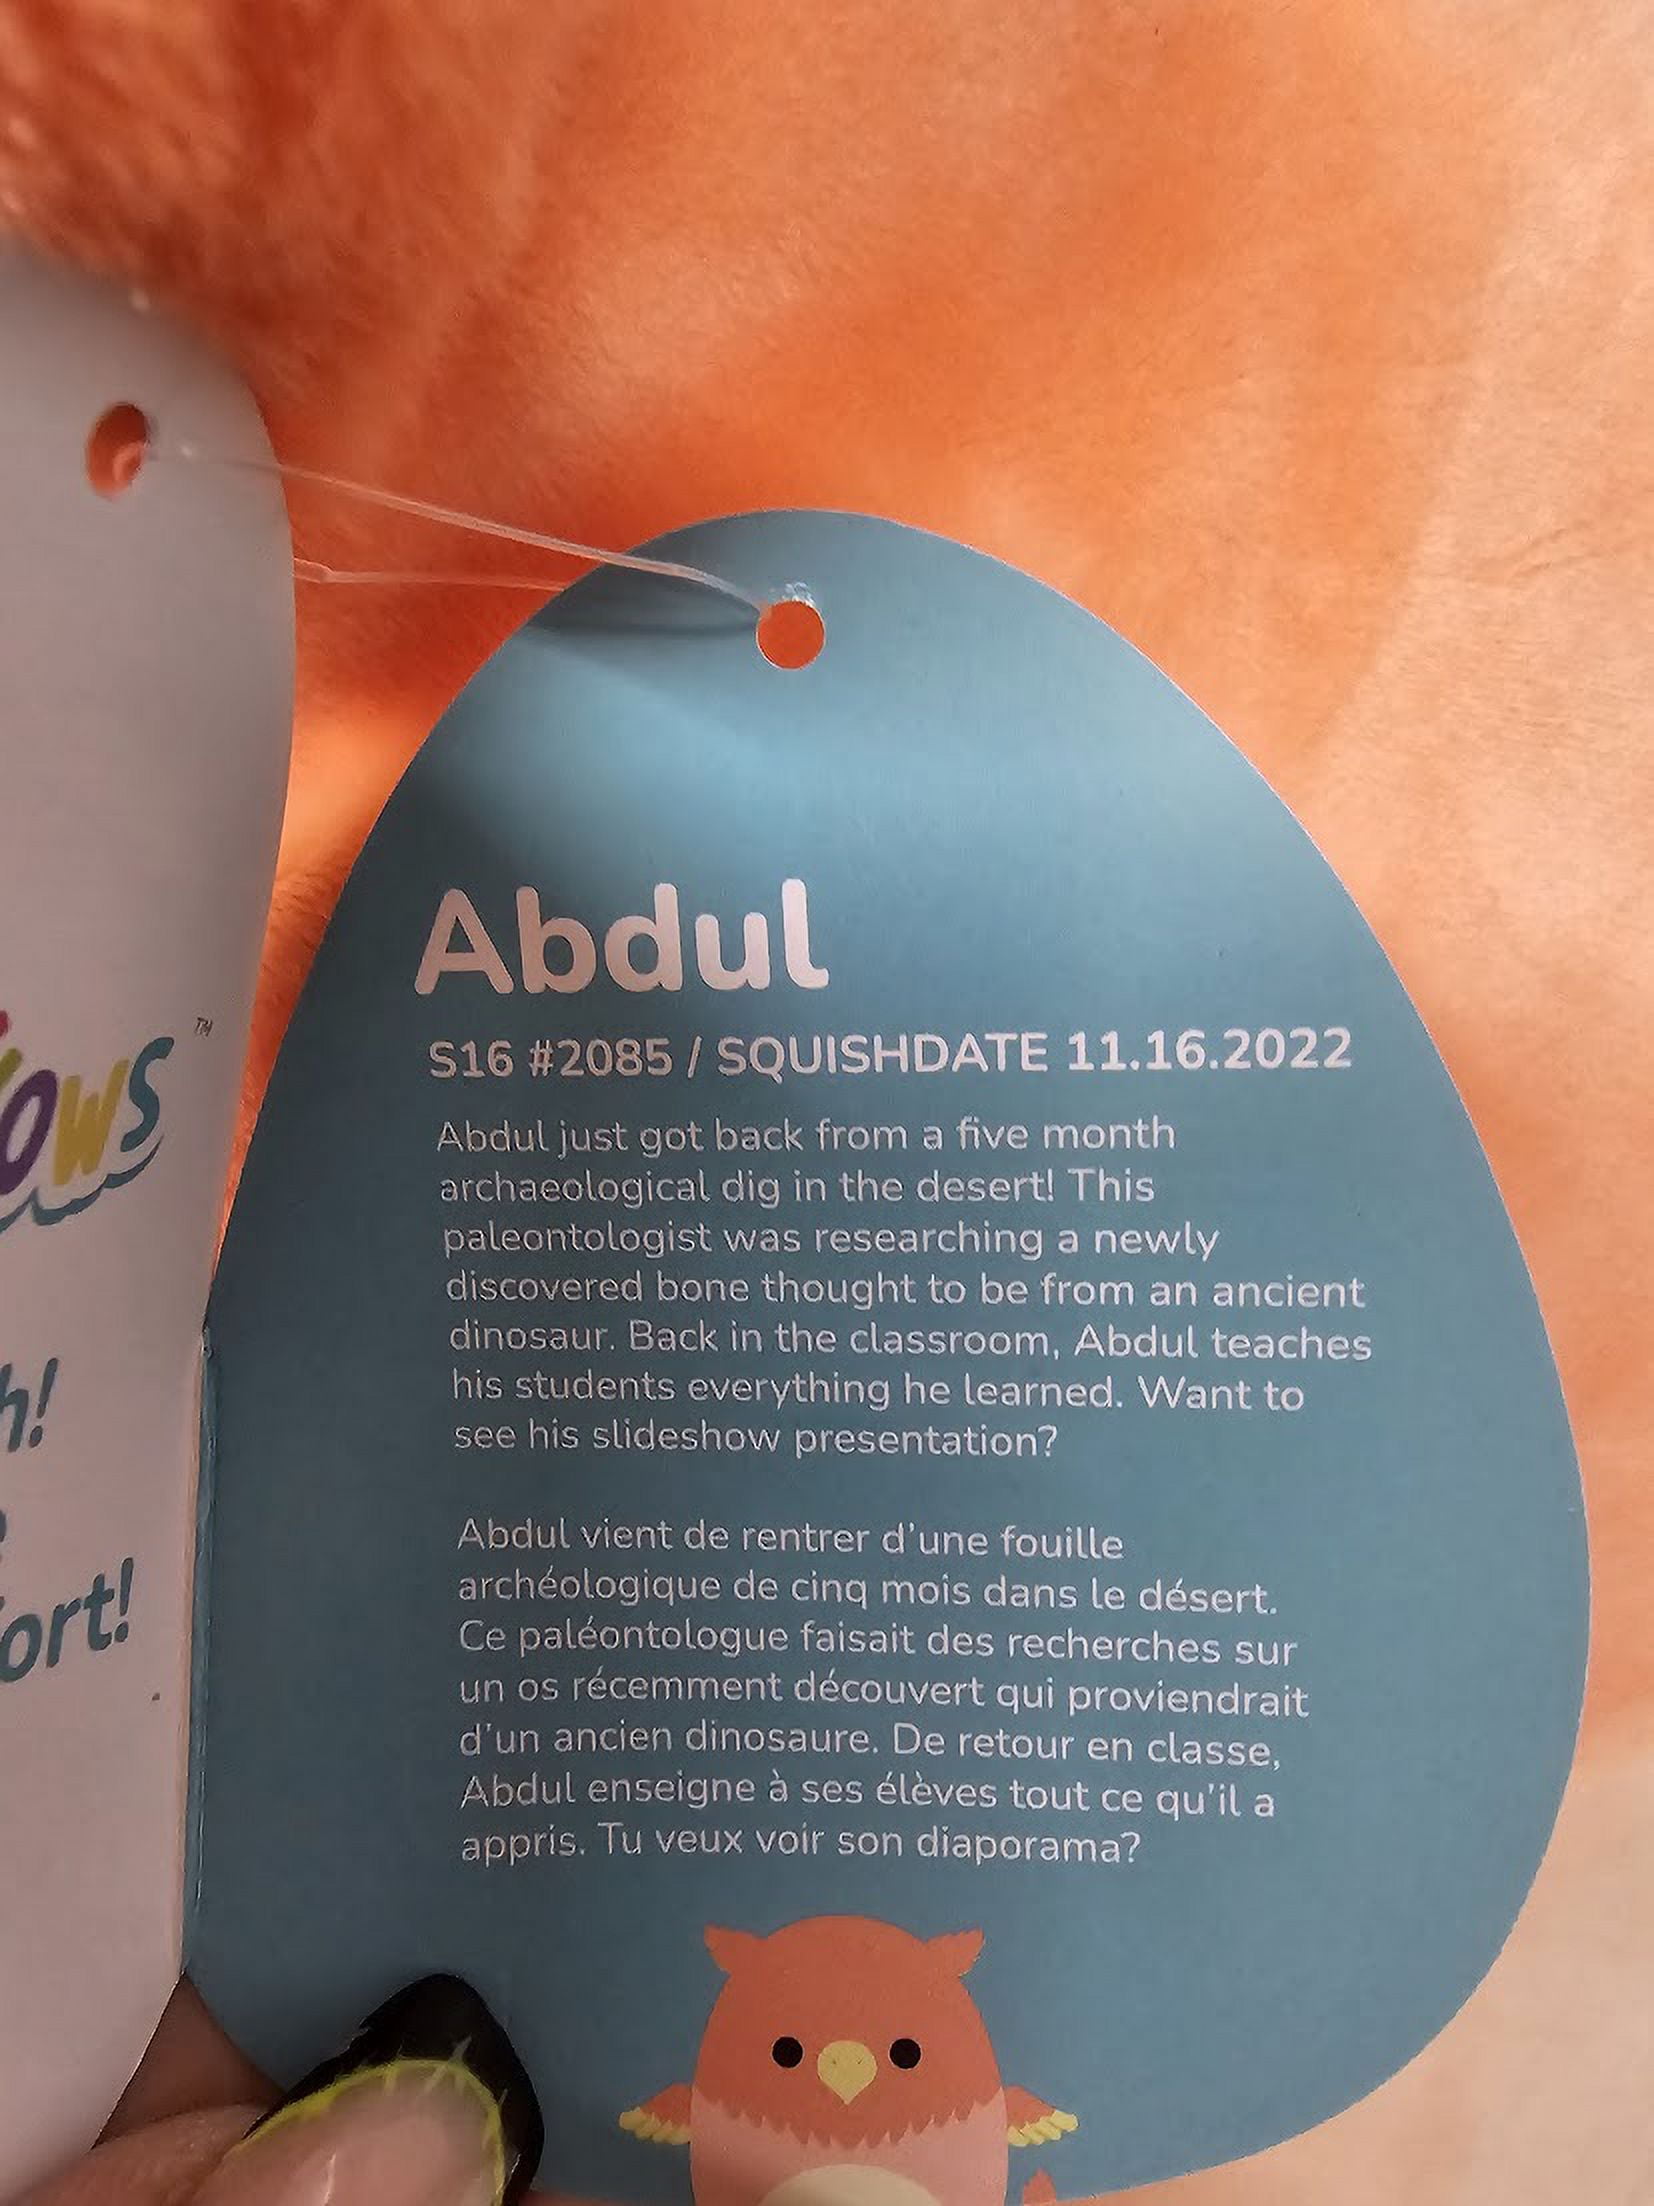 ows™
h!
ort!
Abdul
S16 #2085 / SQUISHDATE 11.16.2022
Abdul just got back from a five month
archaeological dig in the desert! This
paleontologist was researching a newly
discovered bone thought to be from an ancient
dinosaur. Back in the classroom, Abdul teaches
his students everything he learned. Want to
see his slideshow presentation?
Abdul vient de rentrer d'une fouille
archéologique de cinq mois dans le désert.
Ce paléontologue faisait des recherches sur
un os récemment découvert qui proviendrait
d'un ancien dinosaure. De retour en classe,
Abdul enseigne à ses élèves tout ce qu'il a
appris. Tu veux voir son diaporama?